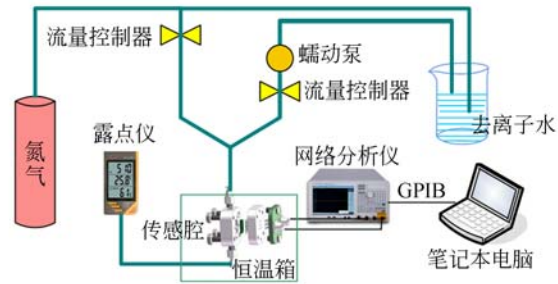 流量控制器
蠕动泵
流量控制器
去离子水
氮气
露点仪
网络分析仪
GPIB
传感腔
恒温箱
笔记本电脑